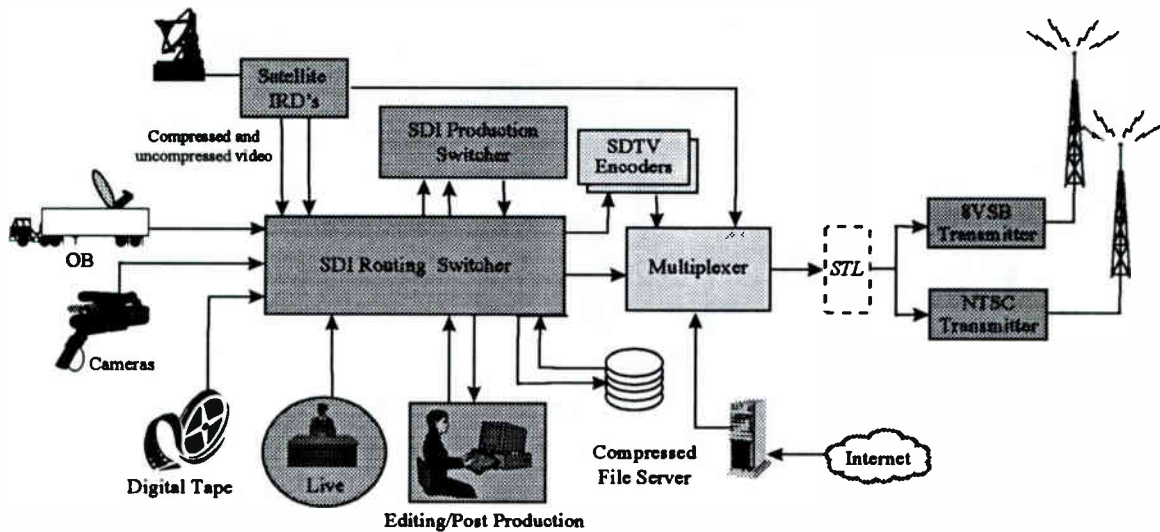 Satellite
IRD's
Compressed and
uncompressed video
SDI Production
Switcher
SDTV
Encoders
OB
SDI Routing Switcher
Multiplexer
STL
8VSB
Transmitter
NTSC
Transmitter
Cameras
Digital Tape
Live
Editing/Post Production
Compressed
File Server
Internet